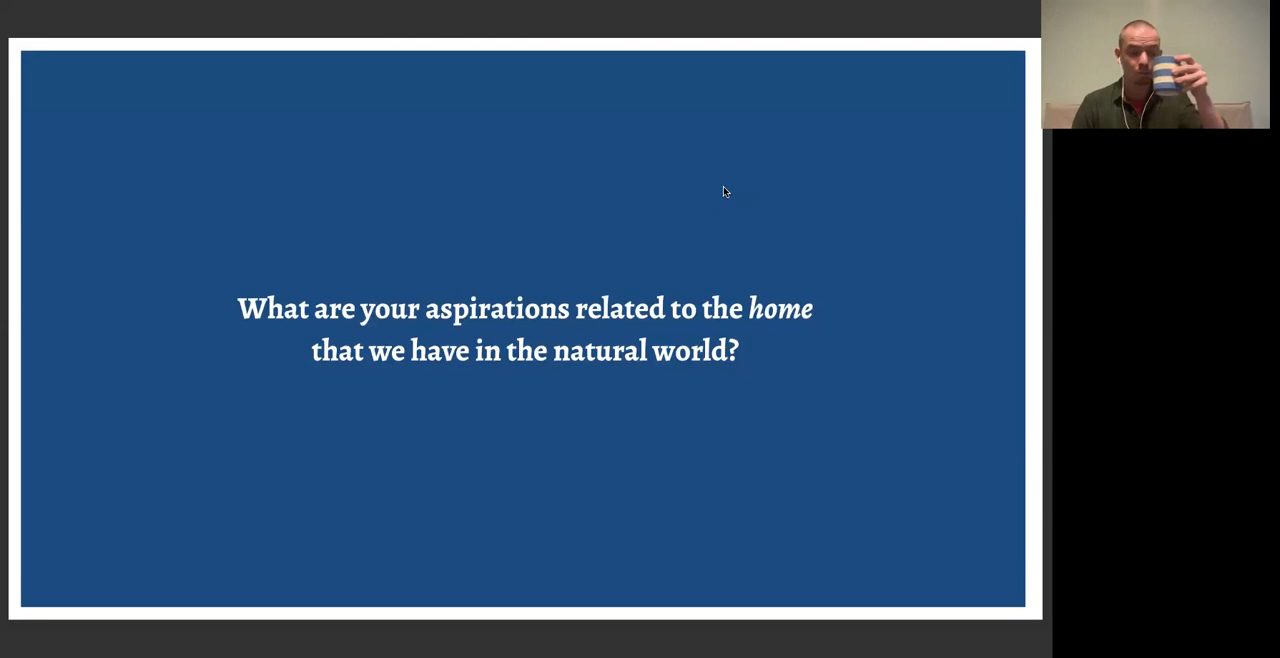 What are your aspirations related to the home
that we have in the natural world?